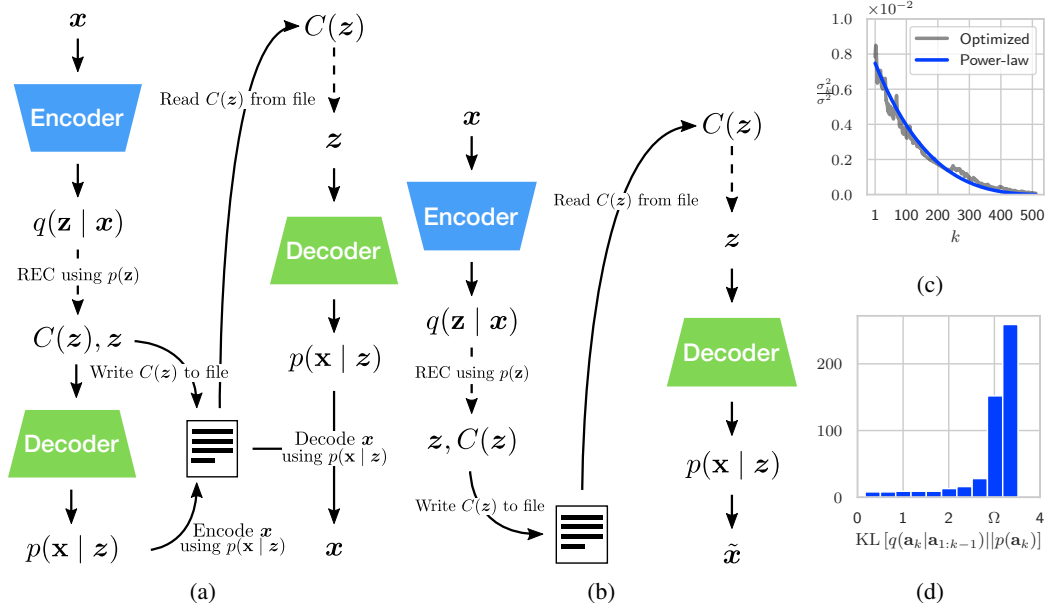 x
Encoder
q(z | x)
REC using p(z)
C(z), z
Write C(z) to file
Decoder
p(x | z)
Encode x
using p(x | z)
Read C(z) from file
C(z)
z
Decoder
p(x | z)
Decode x
using p(x | z)
x
(a)
x
Encoder
q(z | x)
REC using p(z)
z, C(z)
Write C(z) to file
Read C(z) from file
C(z)
z
Decoder
p(x | z)
x̃
(b)
×10⁻²
1.0
0.8
0.6
0.4
0.2
0.0
Optimized
Power-law
1 100 200 300 400 500
k
(c)
200
100
0
0 1 2 Ω 4
KL [q(a_k|a_{1:k−1})||p(a_k)]
(d)